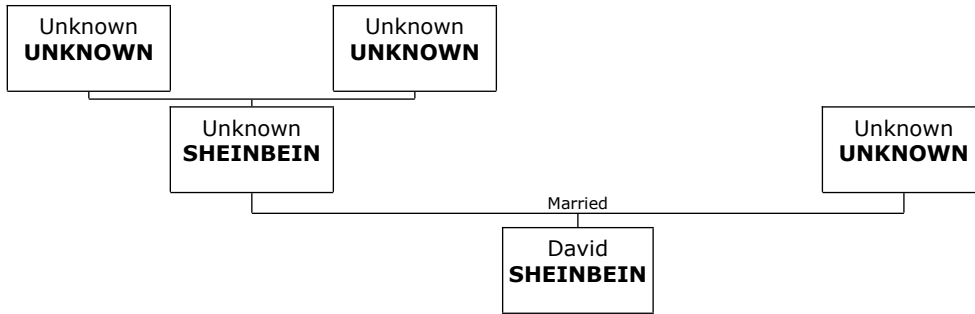 Unknown
UNKNOWN
Unknown
UNKNOWN
Unknown
SHEINBEIN
Unknown
UNKNOWN
Married
David
SHEINBEIN